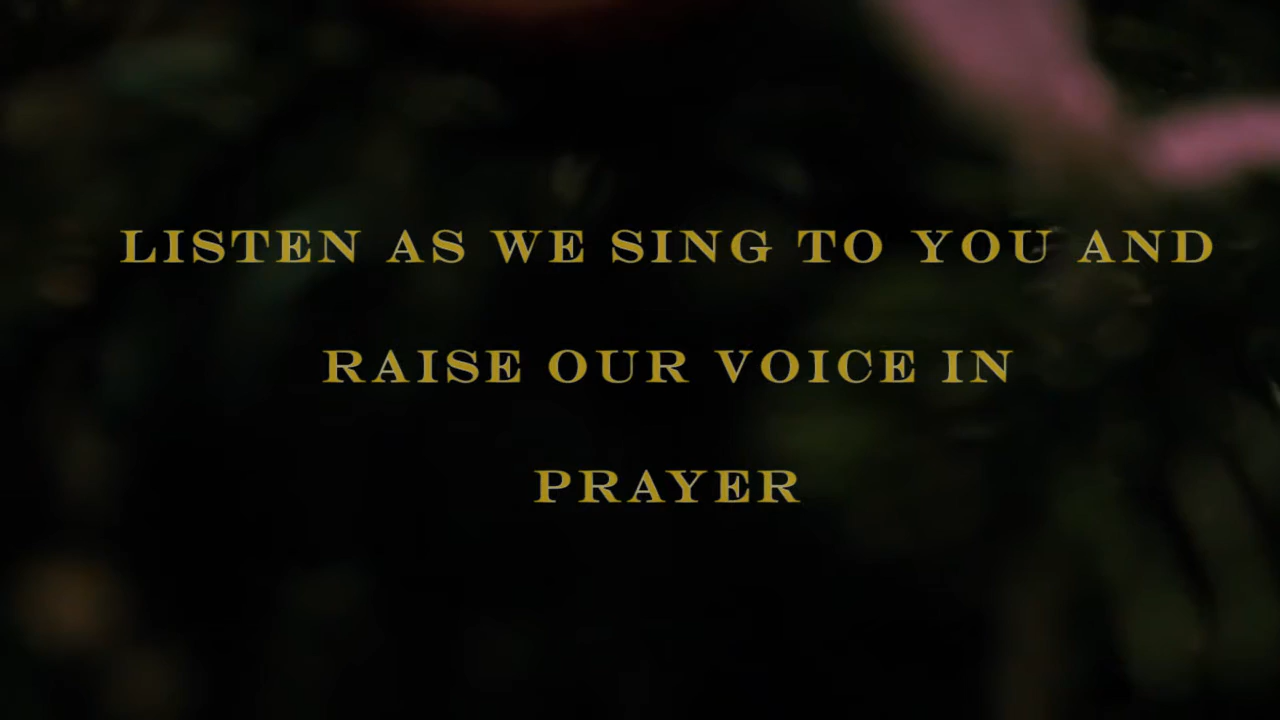 LISTEN AS WE SING TO YOU AND
RAISE OUR VOICE IN
PRAYER